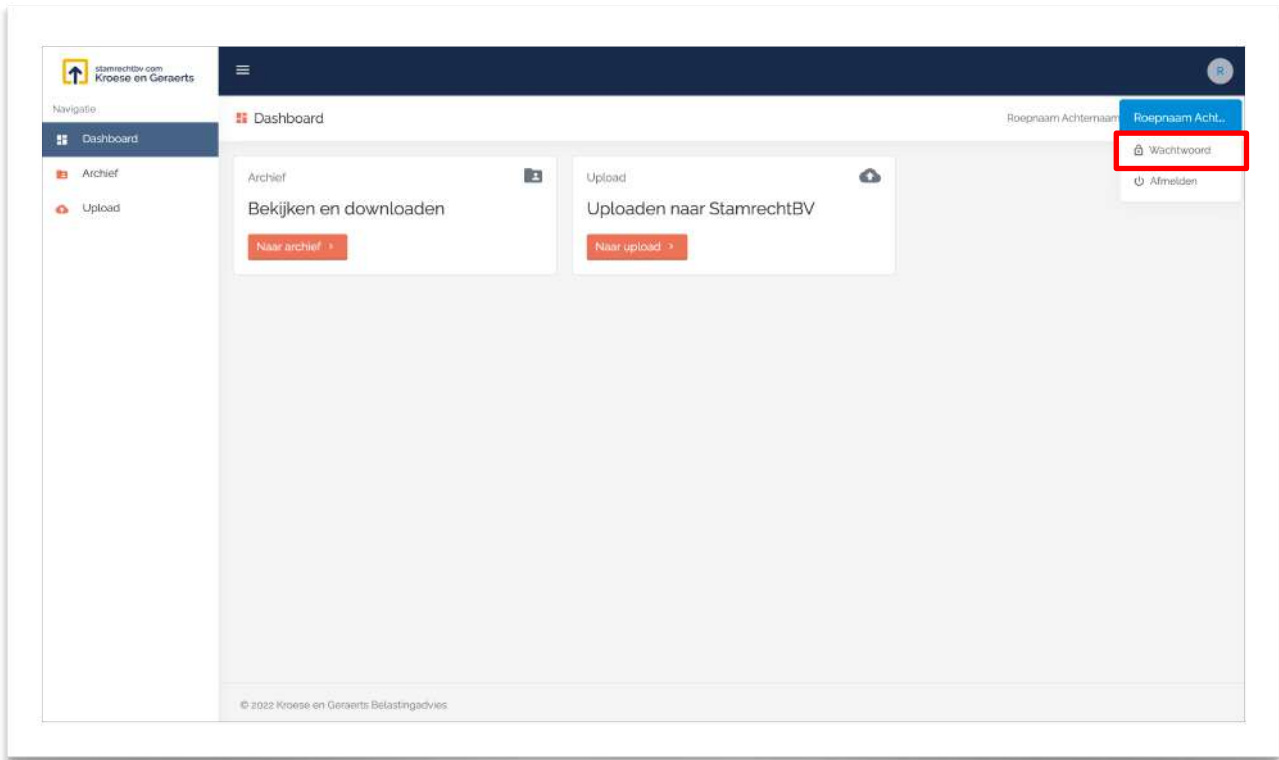 stamrechtbv.com
Kroese en Geraerts
R
Navigatie
Dashboard
Archief
Upload
Dashboard
Roepnaam Achternaam
Roepnaam Acht...
Wachtwoord
Afmelden
Archief
Bekijken en downloaden
Naar archief
Upload
Uploaden naar StamrechtBV
Naar upload
© 2022 Kroese en Geraerts Belastingadvies